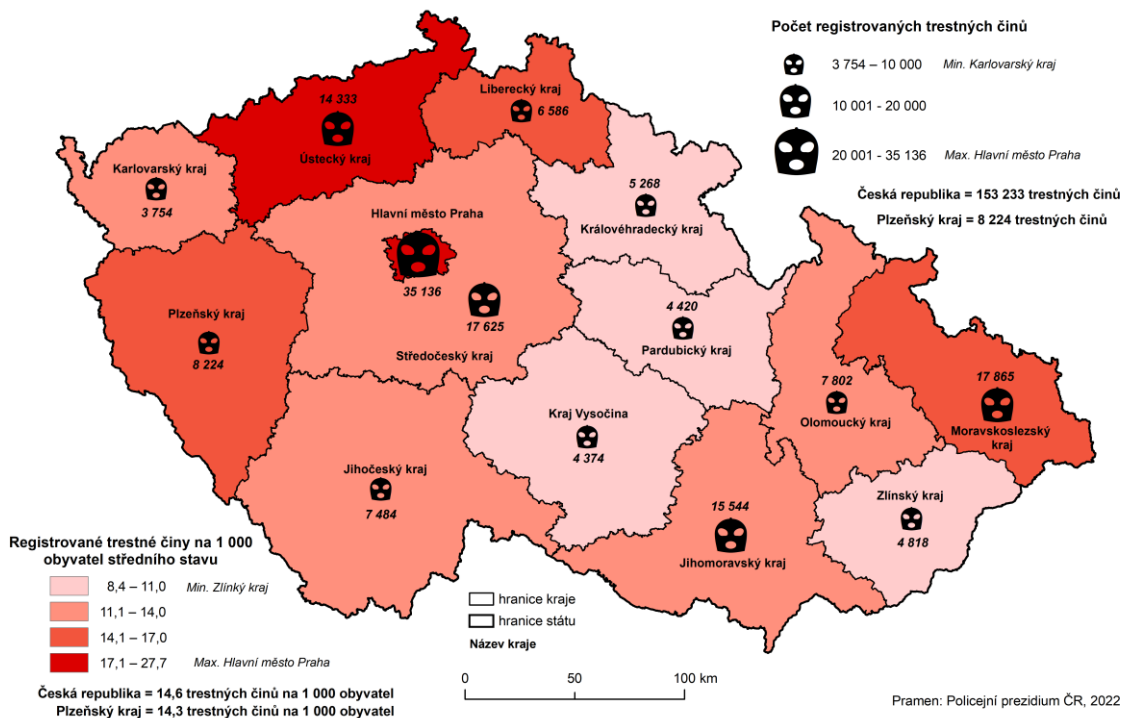 Počet registrovaných trestných činů
3 754 – 10 000 Min. Karlovarský kraj
10 001 - 20 000
20 001 - 35 136 Max. Hlavní město Praha
Česká republika = 153 233 trestných činů
Plzeňský kraj = 8 224 trestných činů
14 333
Ústecký kraj
Liberecký kraj
6 586
Karlovarský kraj
3 754
5 268
Královéhradecký kraj
Hlavní město Praha
35 136
17 625
Středočeský kraj
Plzeňský kraj
8 224
4 420
Pardubický kraj
7 802
Olomoucký kraj
17 865
Moravskoslezský
kraj
Kraj Vysočina
4 374
Jihočeský kraj
7 484
15 544
Jihomoravský kraj
Zlínský kraj
4 818
Registrované trestné činy na 1 000
obyvatel středního stavu
8,4 – 11,0 Min. Zlínký kraj
11,1 – 14,0
14,1 – 17,0
17,1 – 27,7 Max. Hlavní město Praha
Česká republika = 14,6 trestných činů na 1 000 obyvatel
Plzeňský kraj = 14,3 trestných činů na 1 000 obyvatel
hranice kraje
hranice státu
Název kraje
0 50 100 km
Pramen: Policejní prezidium ČR, 2022